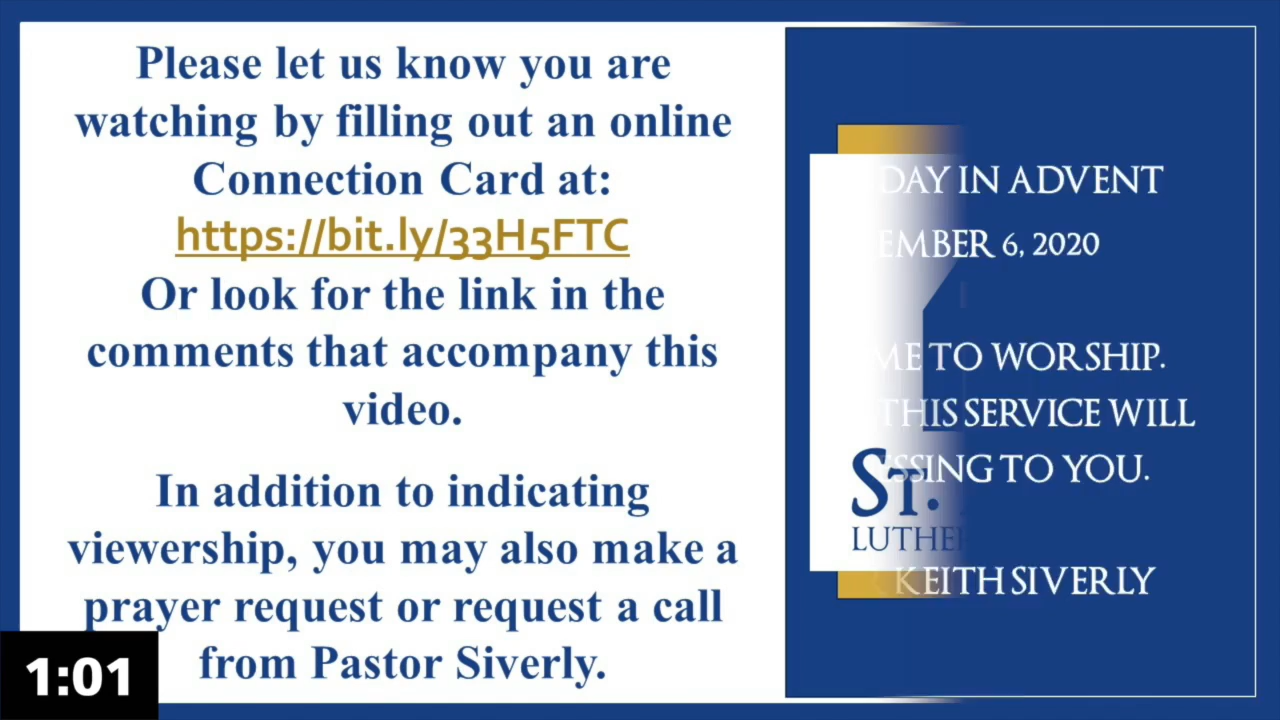 Please let us know you are
watching by filling out an online
Connection Card at:
https://bit.ly/33H5FTC
Or look for the link in the
comments that accompany this
video.
In addition to indicating
viewership, you may also make a
prayer request or request a call
from Pastor Siverly.
1:01
DAY IN ADVENT
EMBER 6, 2020
ME TO WORSHIP.
THIS SERVICE WILL
SSING TO YOU.
ST.
LUTHE
KEITH SIVERLY